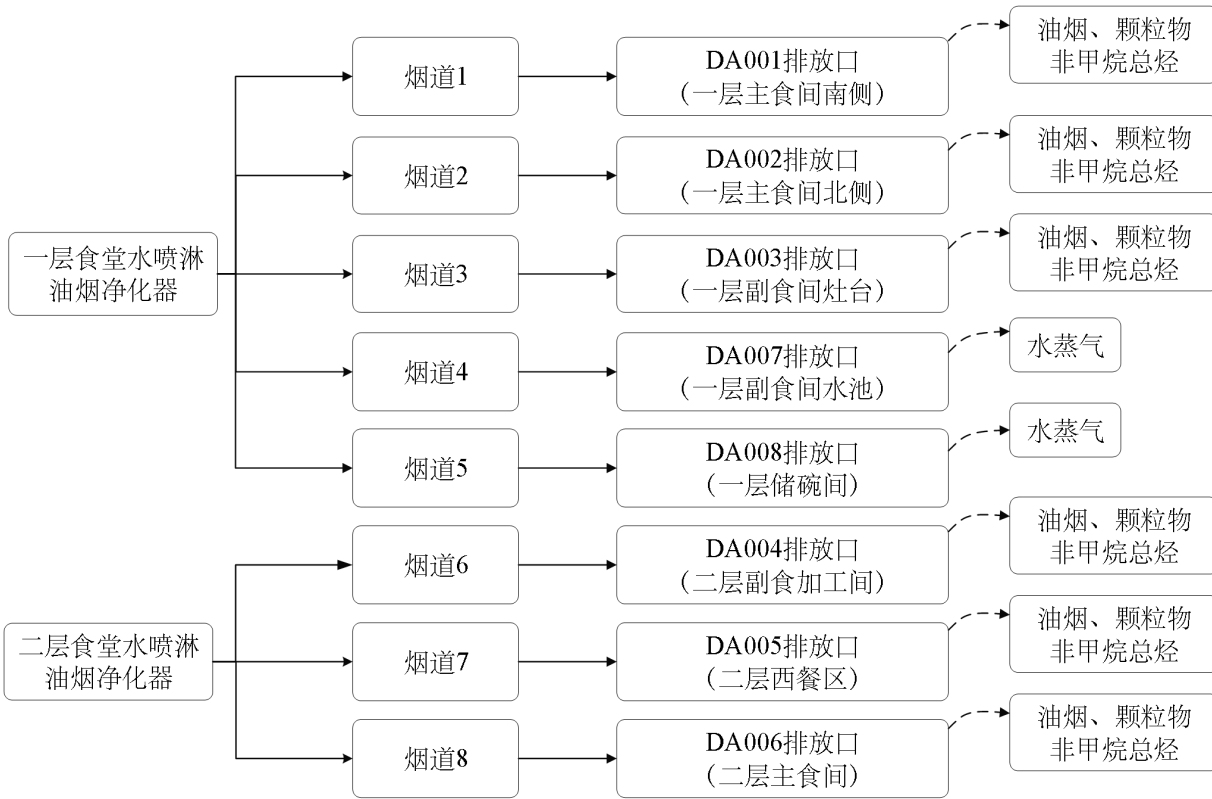 一层食堂水喷淋
油烟净化器
烟道1
DA001排放口
（一层主食间南侧）
油烟、颗粒物
非甲烷总烃
烟道2
DA002排放口
（一层主食间北侧）
油烟、颗粒物
非甲烷总烃
烟道3
DA003排放口
（一层副食间灶台）
油烟、颗粒物
非甲烷总烃
烟道4
DA007排放口
（一层副食间水池）
水蒸气
烟道5
DA008排放口
（一层储碗间）
水蒸气
二层食堂水喷淋
油烟净化器
烟道6
DA004排放口
（二层副食加工间）
油烟、颗粒物
非甲烷总烃
烟道7
DA005排放口
（二层西餐区）
油烟、颗粒物
非甲烷总烃
烟道8
DA006排放口
（二层主食间）
油烟、颗粒物
非甲烷总烃